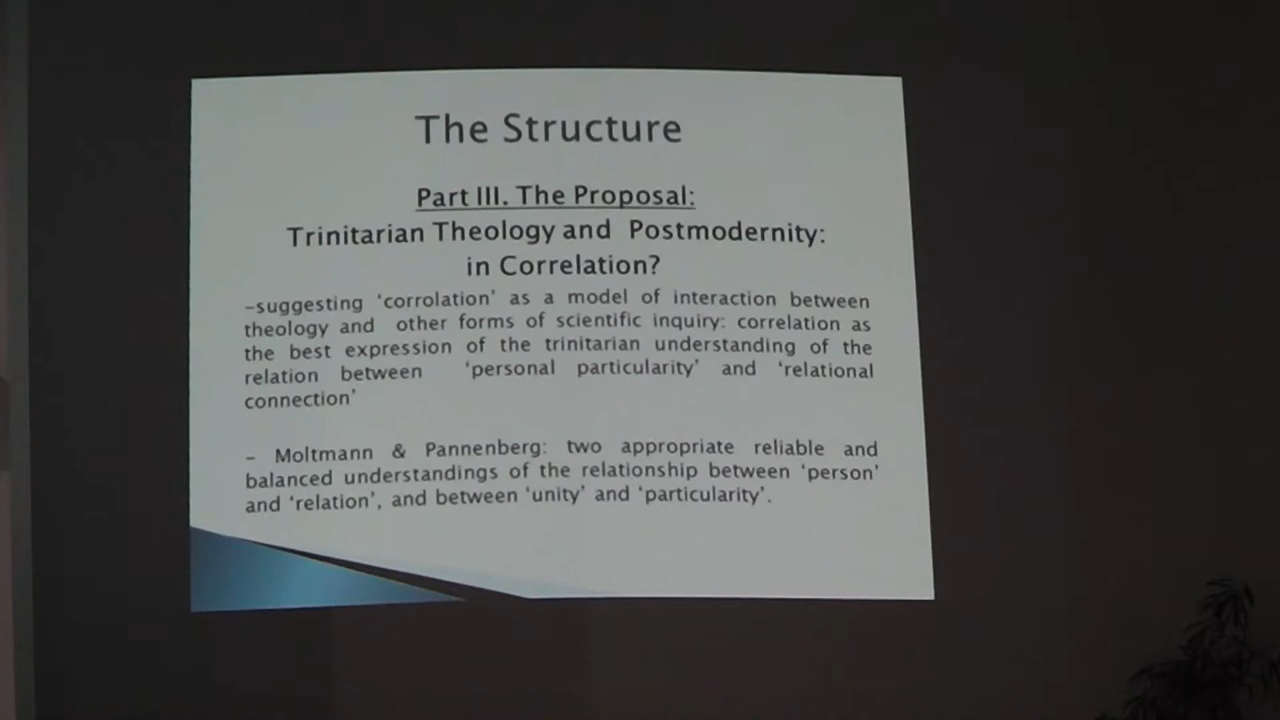 The Structure
Part III. The Proposal:
Trinitarian Theology and Postmodernity:
in Correlation?
-suggesting ‘corrolation’ as a model of interaction between
theology and other forms of scientific inquiry: correlation as
the best expression of the trinitarian understanding of the
relation between ‘personal particularity’ and ‘relational
connection’
- Moltmann & Pannenberg: two appropriate reliable and
balanced understandings of the relationship between ‘person’
and ‘relation’, and between ‘unity’ and ‘particularity’.